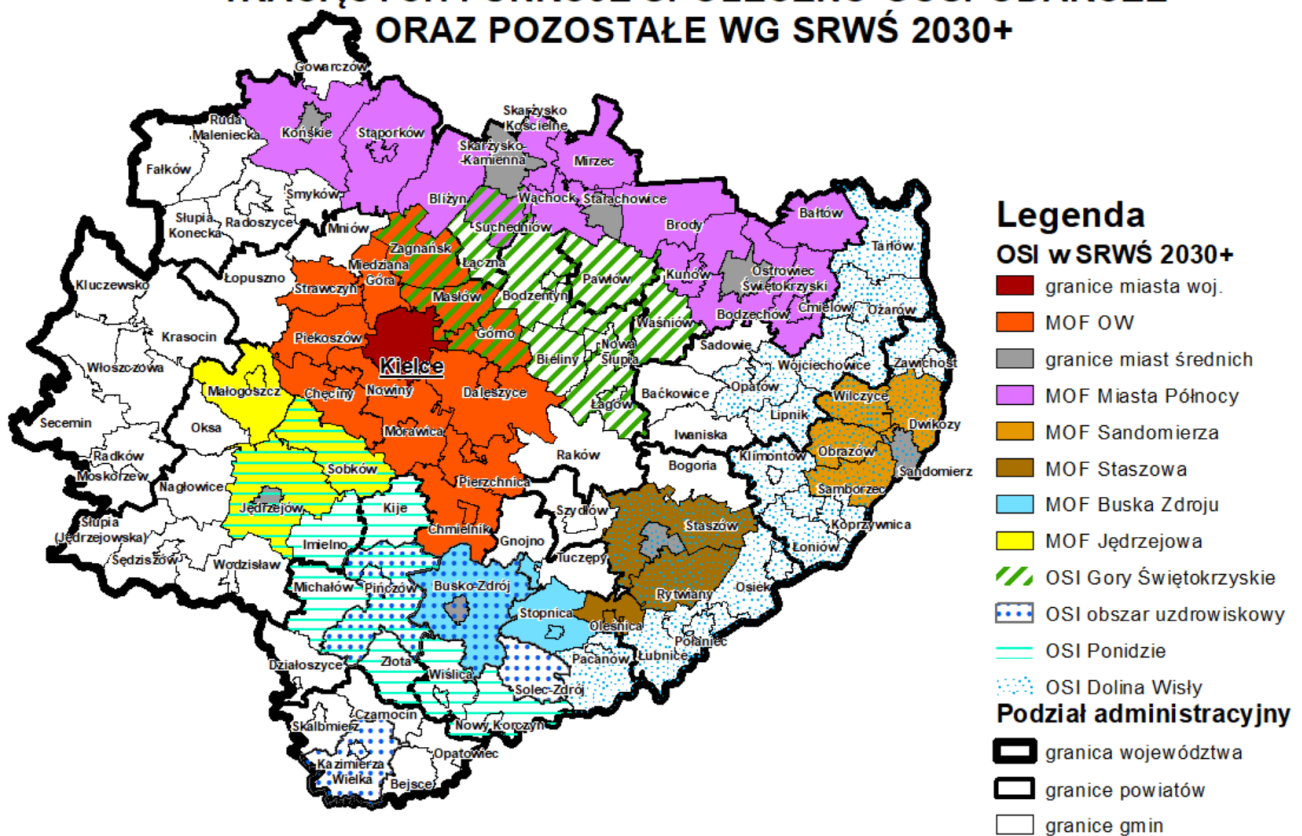 ORAZ POZOSTAŁE WG SRWŚ 2030+
Gowarczów
Ruda
Maleniecka
Końskie
Stąporków
Skarżysko
Kościelne
Skarżysko
-Kamienna
Mirzec
Fałków
Smyków
Bliżyn
Wąchock
Starachowice
Słupia
Konecka
Radoszyce
Mniów
Suchedniów
Brody
Bałtów
Tarłów
Zagnańsk
Łączna
Łopuszno
Miedziana
Góra
Pawłów
Kunów
Ostrowiec
Świętokrzyski
Kluczewsko
Strawczyn
Masłów
Bodzentyn
Ćmielów
Ożarów
Krasocin
Piekoszów
Górno
Waśniów
Bodzechów
Włoszczowa
Kielce
Bieliny
Nowa
Słupia
Sadowie
Wojciechowice
Zawichost
Małogoszcz
Chęciny
Nowiny
Daleszyce
Łagów
Baćkowice
Opatów
Wilczyce
Secemin
Oksa
Morawica
Iwaniska
Lipnik
Dwikozy
Radków
Moskorzew
Nagłowice
Sobków
Raków
Bogoria
Klimontów
Obrazów
Sandomierz
Pierzchnica
Samborzec
Jędrzejów
Kije
Szydłów
Koprzywnica
Słupia
(Jędrzejowska)
Imielno
Chmielnik
Gnojno
Staszów
Łoniów
Sędziszów
Wodzisław
Tuczępy
Michałów
Pińczów
Busko-Zdrój
Rytwiany
Osiek
Stopnica
Oleśnica
Połaniec
Działoszyce
Złota
Wiślica
Pacanów
Łubnice
Solec-Zdrój
Czarnocin
Skalbmierz
Nowy Korczyn
Kazimierza
Wielka
Opatowiec
Bejsce
Legenda
OSI w SRWŚ 2030+
granice miasta woj.
MOF OW
granice miast średnich
MOF Miasta Północy
MOF Sandomierza
MOF Staszowa
MOF Buska Zdroju
MOF Jędrzejowa
OSI Gory Świętokrzyskie
OSI obszar uzdrowiskowy
OSI Ponidzie
OSI Dolina Wisły
Podział administracyjny
granica województwa
granice powiatów
granice gmin